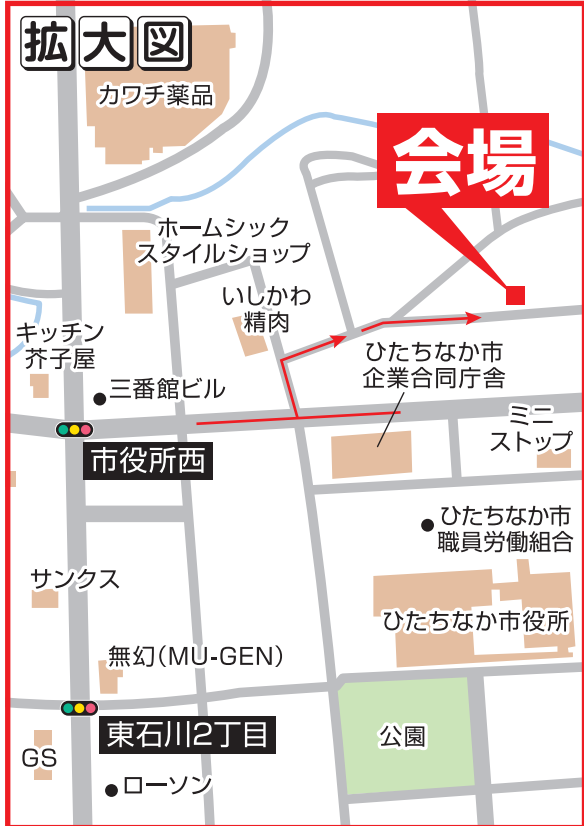 拡大図
カワチ薬品
会場
ホームシック
スタイルショップ
いしかわ
精肉
キッチン
芥子屋
ひたちなか市
企業合同庁舎
三番館ビル
ミニ
ストップ
市役所西
ひたちなか市
職員労働組合
サンクス
ひたちなか市役所
無幻(MU-GEN)
東石川2丁目
公園
GS
ローソン